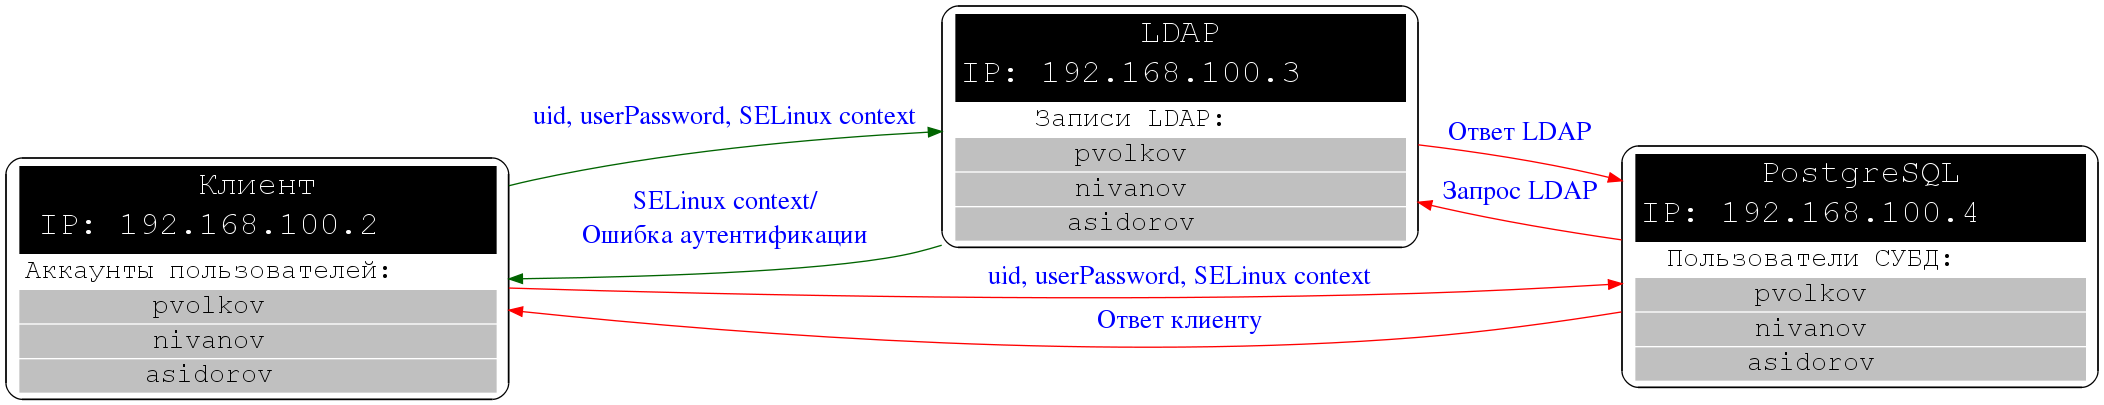 LDAP
IP: 192.168.100.3
Записи LDAP:
pvolkov
nivanov
asidorov
uid, userPassword, SELinux context
SELinux context/
Ошибка аутентификации
Клиент
IP: 192.168.100.2
Аккаунты пользователей:
pvolkov
nivanov
asidorov
Ответ LDAP
Запрос LDAP
uid, userPassword, SELinux context
Ответ клиенту
PostgreSQL
IP: 192.168.100.4
Пользователи СУБД:
pvolkov
nivanov
asidorov